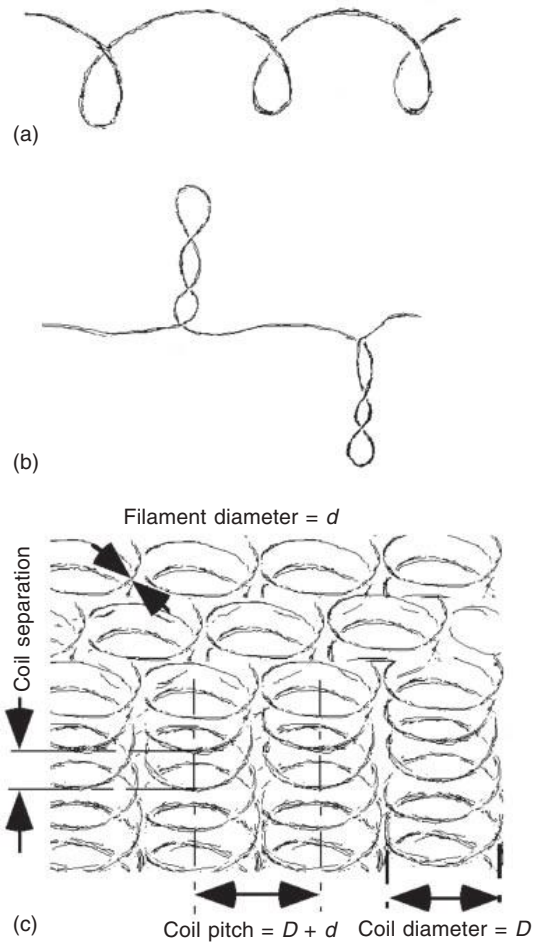 (a)
(b)
Filament diameter = d
Coil separation
(c)
Coil pitch = D + d
Coil diameter = D